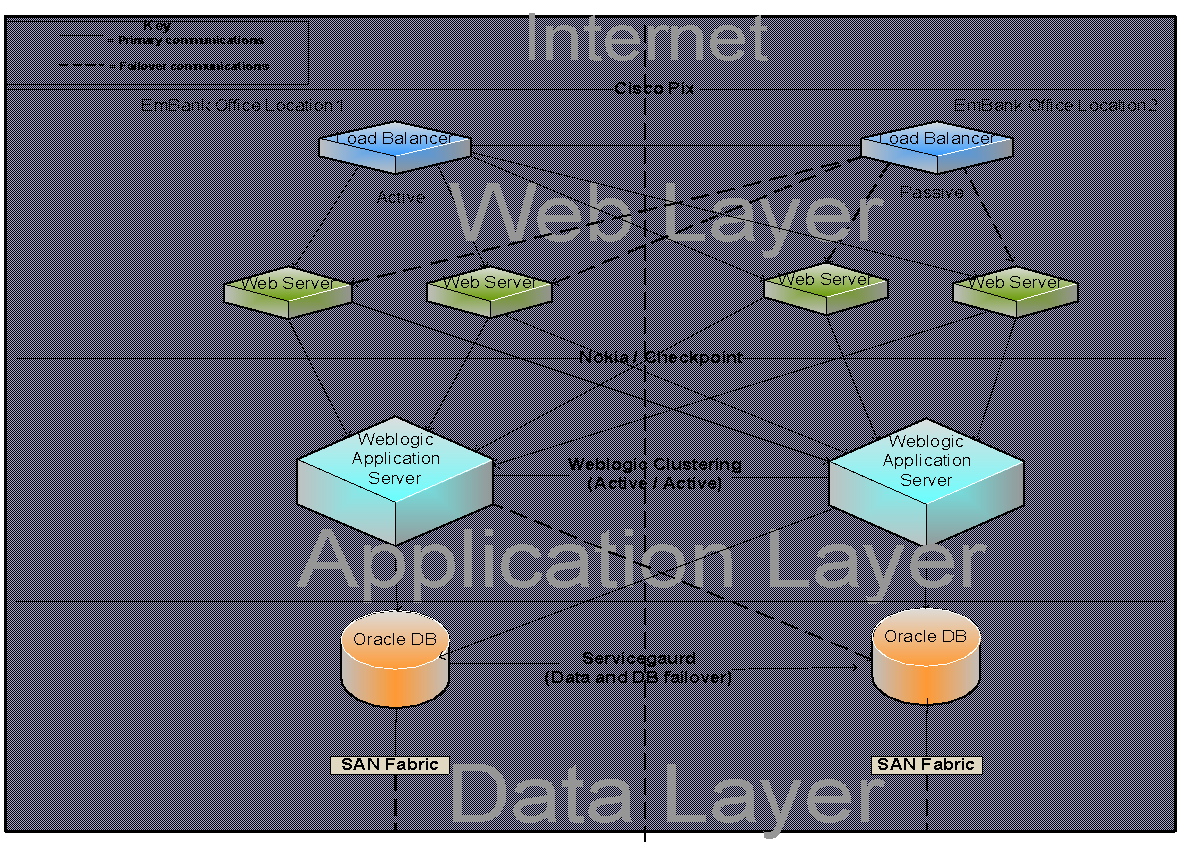 Internet
Key
= Primary communications
= Failover communications
Cisco Pix
EmBank Office Location 1
EmBank Office Location 2
Load Balancer
Load Balancer
Active
Passive
Web Layer
Web Server
Web Server
Web Server
Web Server
Nokia / Checkpoint
Weblogic
Application
Server
Weblogic Clustering
(Active / Active)
Weblogic
Application
Server
Application Layer
Oracle DB
Oracle DB
Servicegaurd
(Data and DB failover)
SAN Fabric
SAN Fabric
Data Layer